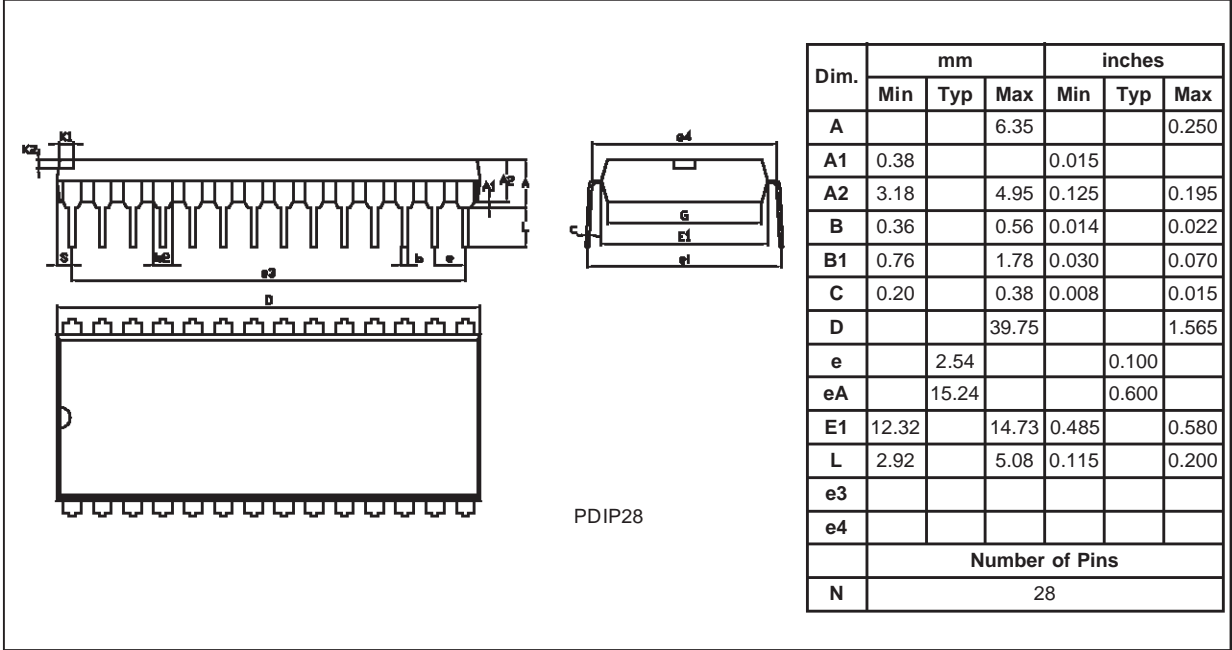 K1
K2
A1
A2
A
L
S
b2
b
e
e3
D
e4
C
G
E1
eI
PDIP28
Dim. mm inches
Min Typ Max Min Typ Max
A 6.35 0.250
A1 0.38 0.015
A2 3.18 4.95 0.125 0.195
B 0.36 0.56 0.014 0.022
B1 0.76 1.78 0.030 0.070
C 0.20 0.38 0.008 0.015
D 39.75 1.565
e 2.54 0.100
eA 15.24 0.600
E1 12.32 14.73 0.485 0.580
L 2.92 5.08 0.115 0.200
e3
e4
Number of Pins
N 28